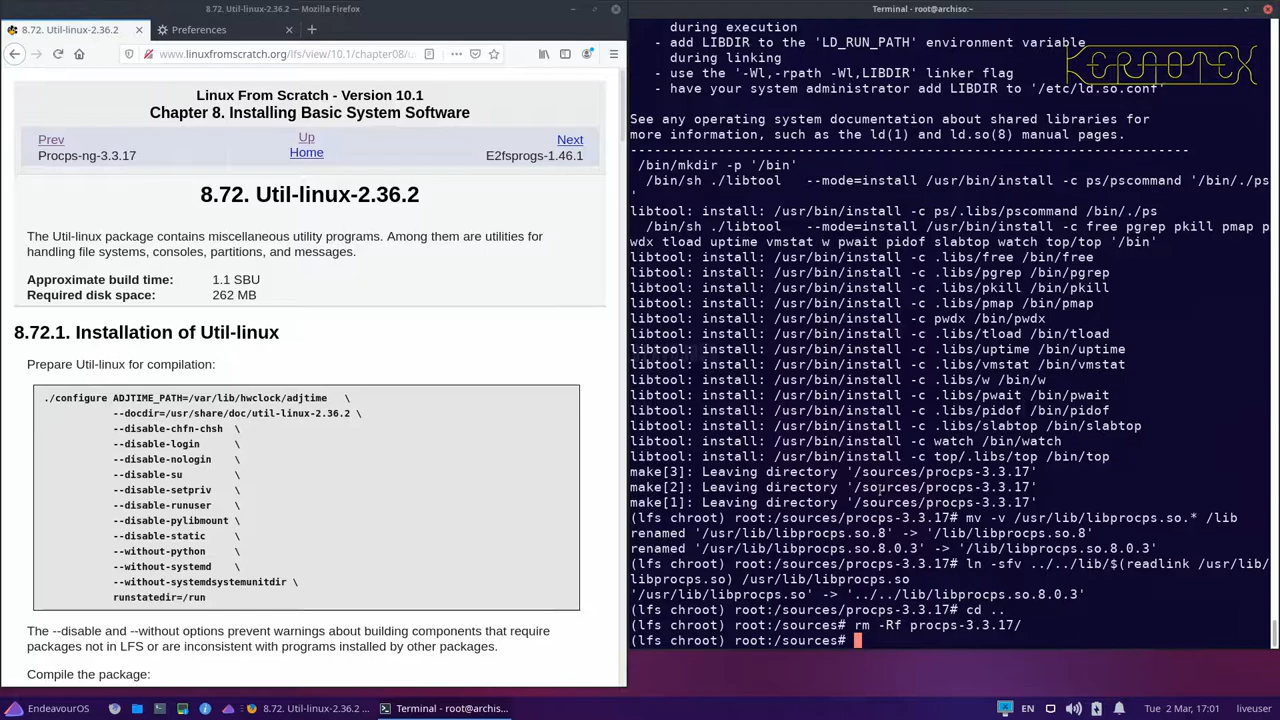 8.72. Util-linux-2.36.2 — Mozilla Firefox
8.72. Util-linux-2.36.2
Preferences
www.linuxfromscratch.org/lfs/view/10.1/chapter08/u
Linux From Scratch - Version 10.1
Chapter 8. Installing Basic System Software
Prev
Up
Next
Procps-ng-3.3.17
Home
E2fsprogs-1.46.1
8.72. Util-linux-2.36.2
The Util-linux package contains miscellaneous utility programs. Among them are utilities for
handling file systems, consoles, partitions, and messages.
Approximate build time: 1.1 SBU
Required disk space: 262 MB
8.72.1. Installation of Util-linux
Prepare Util-linux for compilation:
./configure ADJTIME_PATH=/var/lib/hwclock/adjtime \
--docdir=/usr/share/doc/util-linux-2.36.2 \
--disable-chfn-chsh \
--disable-login \
--disable-nologin \
--disable-su \
--disable-setpriv \
--disable-runuser \
--disable-pylibmount \
--disable-static \
--without-python \
--without-systemd \
--without-systemdsystemunitdir \
runstatedir=/run
The --disable and --without options prevent warnings about building components that require
packages not in LFS or are inconsistent with programs installed by other packages.
Compile the package:
Terminal - root@archiso:~
during execution
- add LIBDIR to the 'LD_RUN_PATH' environment variable
during linking
- use the '-Wl,-rpath -Wl,LIBDIR' linker flag
- have your system administrator add LIBDIR to '/etc/ld.so.conf'
KERNOTEX
See any operating system documentation about shared libraries for
more information, such as the ld(1) and ld.so(8) manual pages.
----------------------------------------------------------------------
/bin/mkdir -p '/bin'
/bin/sh ./libtool --mode=install /usr/bin/install -c ps/pscommand '/bin/./ps
'
libtool: install: /usr/bin/install -c ps/.libs/pscommand /bin/./ps
/bin/sh ./libtool --mode=install /usr/bin/install -c free pgrep pkill pmap p
wdx tload uptime vmstat w pwait pidof slabtop watch top/top '/bin'
libtool: install: /usr/bin/install -c .libs/free /bin/free
libtool: install: /usr/bin/install -c .libs/pgrep /bin/pgrep
libtool: install: /usr/bin/install -c .libs/pkill /bin/pkill
libtool: install: /usr/bin/install -c .libs/pmap /bin/pmap
libtool: install: /usr/bin/install -c pwdx /bin/pwdx
libtool: install: /usr/bin/install -c .libs/tload /bin/tload
libtool: install: /usr/bin/install -c .libs/uptime /bin/uptime
libtool: install: /usr/bin/install -c .libs/vmstat /bin/vmstat
libtool: install: /usr/bin/install -c .libs/w /bin/w
libtool: install: /usr/bin/install -c .libs/pwait /bin/pwait
libtool: install: /usr/bin/install -c .libs/pidof /bin/pidof
libtool: install: /usr/bin/install -c .libs/slabtop /bin/slabtop
libtool: install: /usr/bin/install -c watch /bin/watch
libtool: install: /usr/bin/install -c top/.libs/top /bin/top
make[3]: Leaving directory '/sources/procps-3.3.17'
make[2]: Leaving directory '/sources/procps-3.3.17'
make[1]: Leaving directory '/sources/procps-3.3.17'
(lfs chroot) root:/sources/procps-3.3.17# mv -v /usr/lib/libprocps.so.* /lib
renamed '/usr/lib/libprocps.so.8' -> '/lib/libprocps.so.8'
renamed '/usr/lib/libprocps.so.8.0.3' -> '/lib/libprocps.so.8.0.3'
(lfs chroot) root:/sources/procps-3.3.17# ln -sfv ../../lib/$(readlink /usr/lib/
libprocps.so) /usr/lib/libprocps.so
'/usr/lib/libprocps.so' -> '../../lib/libprocps.so.8.0.3'
(lfs chroot) root:/sources/procps-3.3.17# cd ..
(lfs chroot) root:/sources# rm -Rf procps-3.3.17/
(lfs chroot) root:/sources#
EndeavourOS
8.72. Util-linux-2.36.2 ...
Terminal - root@archis...
EN
Tue 2 Mar, 17:01
liveuser